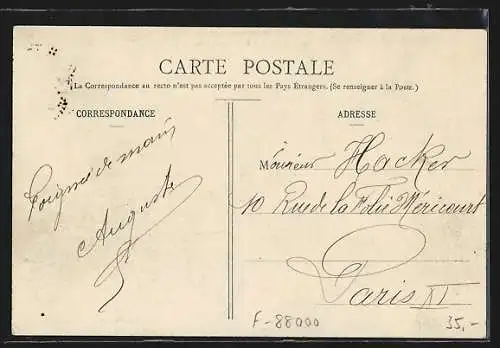 CARTE POSTALE
La Correspondance au recto n'est pas acceptée par tous les Pays Étrangers. (Se renseigner à la Poste.)
CORRESPONDANCE
Poignée de main
Auguste
ADRESSE
Monsieur Hacker
10 Rue de la Folie Méricourt
Paris XI
F-88000
35,-